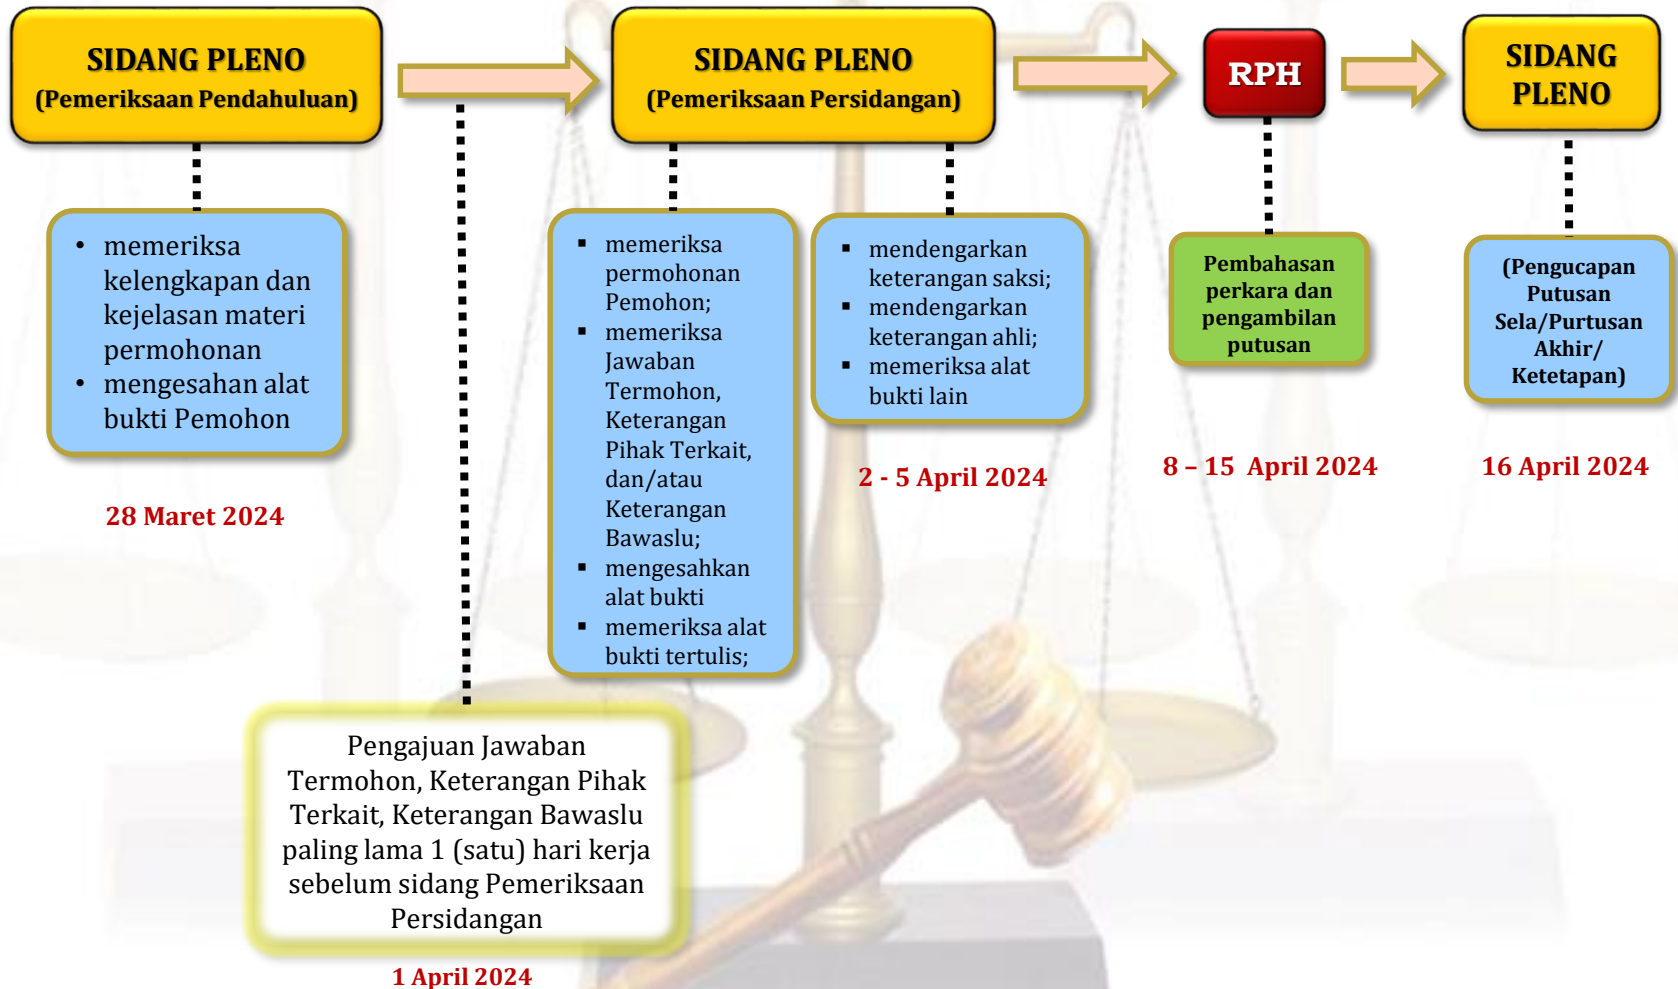 SIDANG PLENO
(Pemeriksaan Pendahuluan)
• memeriksa
kelengkapan dan
kejelasan materi
permohonan
• mengesahan alat
bukti Pemohon
28 Maret 2024
Pengajuan Jawaban
Termohon, Keterangan Pihak
Terkait, Keterangan Bawaslu
paling lama 1 (satu) hari kerja
sebelum sidang Pemeriksaan
Persidangan
1 April 2024
SIDANG PLENO
(Pemeriksaan Persidangan)
▪ memeriksa
permohonan
Pemohon;
▪ memeriksa
Jawaban
Termohon,
Keterangan
Pihak Terkait,
dan/atau
Keterangan
Bawaslu;
▪ mengesahkan
alat bukti
▪ memeriksa alat
bukti tertulis;
▪ mendengarkan
keterangan saksi;
▪ mendengarkan
keterangan ahli;
▪ memeriksa alat
bukti lain
2 - 5 April 2024
RPH
Pembahasan
perkara dan
pengambilan
putusan
8 – 15 April 2024
SIDANG
PLENO
(Pengucapan
Putusan
Sela/Purtusan
Akhir/
Ketetapan)
16 April 2024